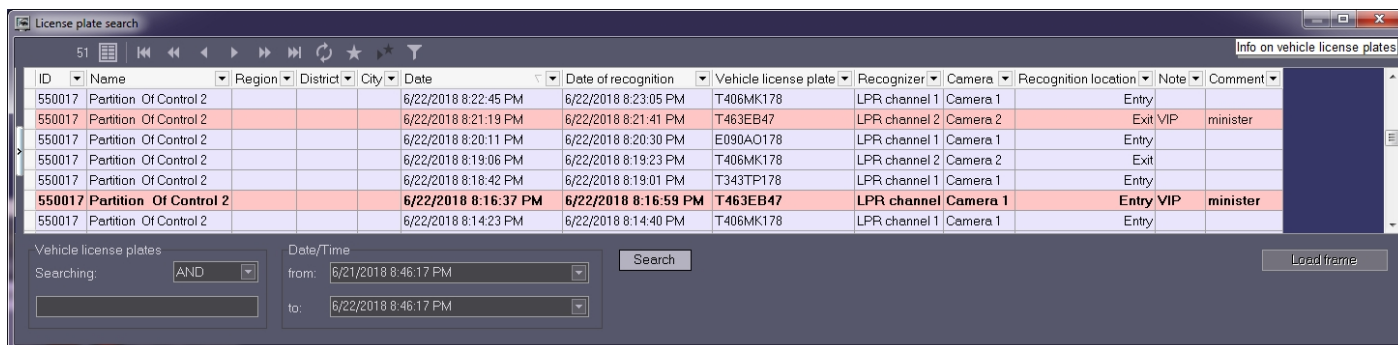 License plate search
51
Info on vehicle license plates
ID Name Region District City Date Date of recognition Vehicle license plate Recognizer Camera Recognition location Note Comment
550017 Partition Of Control 2 6/22/2018 8:22:45 PM 6/22/2018 8:23:05 PM T406MK178 LPR channel 1 Camera 1 Entry
550017 Partition Of Control 2 6/22/2018 8:21:19 PM 6/22/2018 8:21:41 PM T463EB47 LPR channel 2 Camera 2 Exit VIP minister
550017 Partition Of Control 2 6/22/2018 8:20:11 PM 6/22/2018 8:20:30 PM E090AO178 LPR channel 1 Camera 1 Entry
550017 Partition Of Control 2 6/22/2018 8:19:06 PM 6/22/2018 8:19:23 PM T406MK178 LPR channel 2 Camera 2 Exit
550017 Partition Of Control 2 6/22/2018 8:18:42 PM 6/22/2018 8:19:01 PM T343TP178 LPR channel 1 Camera 1 Entry
550017 Partition Of Control 2 6/22/2018 8:16:37 PM 6/22/2018 8:16:59 PM T463EB47 LPR channel Camera 1 Entry VIP minister
550017 Partition Of Control 2 6/22/2018 8:14:23 PM 6/22/2018 8:14:40 PM T406MK178 LPR channel 1 Camera 1 Entry
Vehicle license plates Date/Time
Searching: AND from: 6/21/2018 8:46:17 PM Search Load frame
to: 6/22/2018 8:46:17 PM